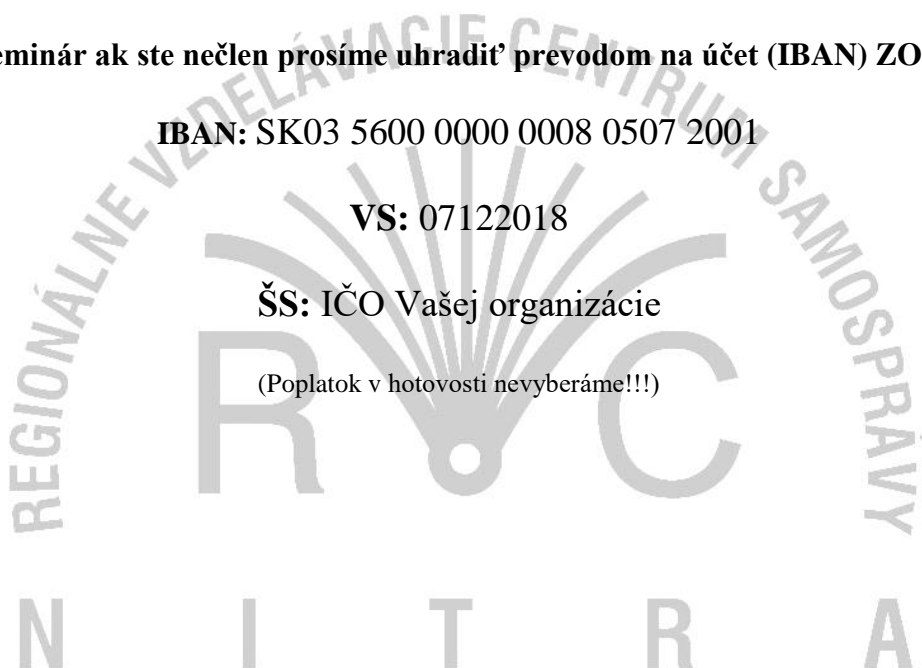 eminár ak ste nečlen prosíme uhradiť prevodom na účet (IBAN) ZO
IBAN: SK03 5600 0000 0008 0507 2001
VS: 07122018
ŠS: IČO Vašej organizácie
(Poplatok v hotovosti nevyberáme!!!)
REGIONÁLNE VZDELÁVACIE CENTRUM SAMOSPRÁVY
R C
N I T R A